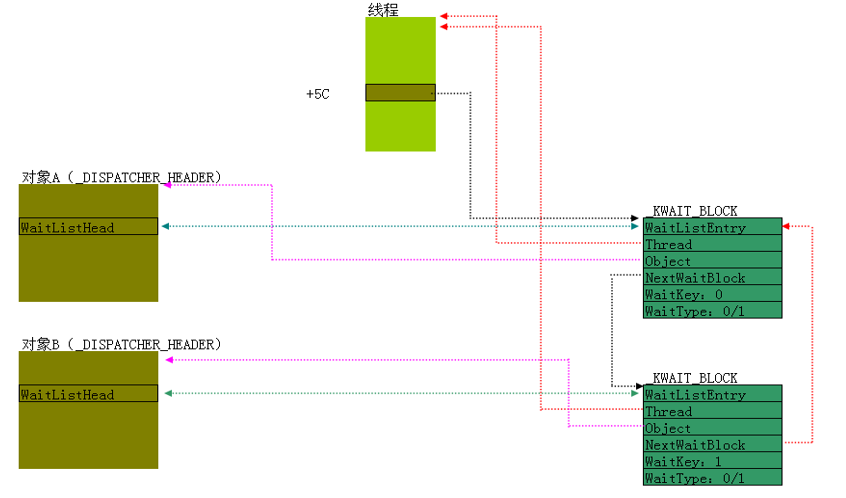 线程
+5C
对象A（_DISPATCHER_HEADER）
WaitListHead
_KWAIT_BLOCK
WaitListEntry
Thread
Object
NextWaitBlock
WaitKey：0
WaitType：0/1
对象B（_DISPATCHER_HEADER）
WaitListHead
_KWAIT_BLOCK
WaitListEntry
Thread
Object
NextWaitBlock
WaitKey：1
WaitType：0/1